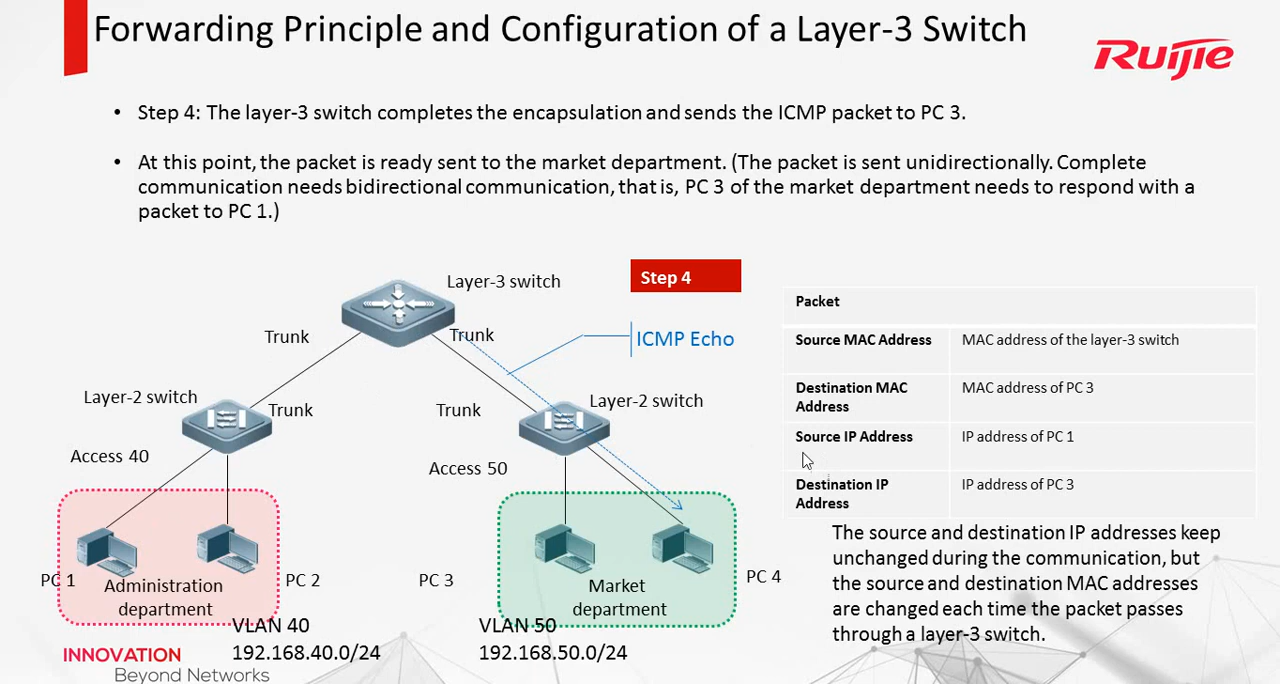 Forwarding Principle and Configuration of a Layer-3 Switch
Ruijie
• Step 4: The layer-3 switch completes the encapsulation and sends the ICMP packet to PC 3.
• At this point, the packet is ready sent to the market department. (The packet is sent unidirectionally. Complete
communication needs bidirectional communication, that is, PC 3 of the market department needs to respond with a
packet to PC 1.)
Layer-3 switch
Step 4
Trunk
Trunk
ICMP Echo
Layer-2 switch
Trunk
Trunk
Layer-2 switch
Access 40
Access 50
PC 1
Administration
department
PC 2
PC 3
Market
department
PC 4
VLAN 40
192.168.40.0/24
VLAN 50
192.168.50.0/24
Packet
Source MAC Address
MAC address of the layer-3 switch
Destination MAC
Address
MAC address of PC 3
Source IP Address
IP address of PC 1
Destination IP
Address
IP address of PC 3
The source and destination IP addresses keep
unchanged during the communication, but
the source and destination MAC addresses
are changed each time the packet passes
through a layer-3 switch.
INNOVATION
Beyond Networks